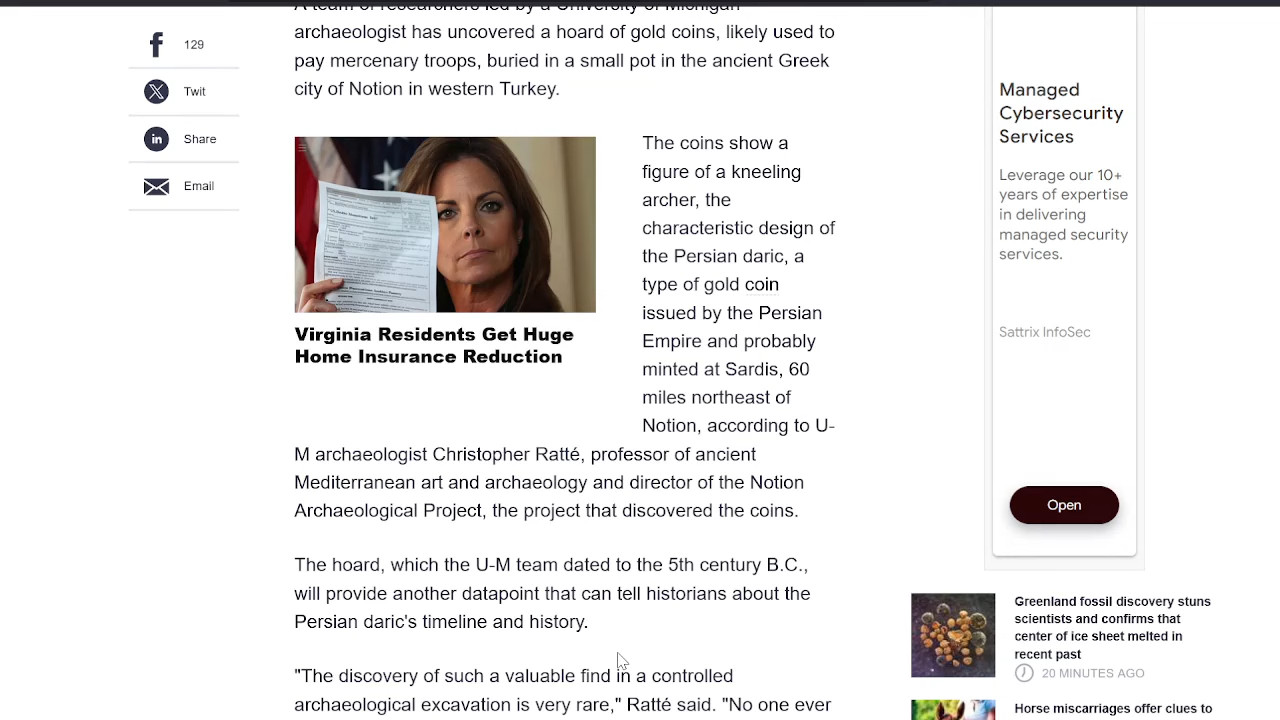 A team of researchers led by a University of Michigan
archaeologist has uncovered a hoard of gold coins, likely used to
pay mercenary troops, buried in a small pot in the ancient Greek
city of Notion in western Turkey.
129
Twit
Share
Email
Virginia Residents Get Huge
Home Insurance Reduction
The coins show a
figure of a kneeling
archer, the
characteristic design of
the Persian daric, a
type of gold coin
issued by the Persian
Empire and probably
minted at Sardis, 60
miles northeast of
Notion, according to U-
M archaeologist Christopher Ratté, professor of ancient
Mediterranean art and archaeology and director of the Notion
Archaeological Project, the project that discovered the coins.
The hoard, which the U-M team dated to the 5th century B.C.,
will provide another datapoint that can tell historians about the
Persian daric's timeline and history.
"The discovery of such a valuable find in a controlled
archaeological excavation is very rare," Ratté said. "No one ever
Managed
Cybersecurity
Services
Leverage our 10+
years of expertise
in delivering
managed security
services.
Sattrix InfoSec
Open
Greenland fossil discovery stuns
scientists and confirms that
center of ice sheet melted in
recent past
20 MINUTES AGO
Horse miscarriages offer clues to